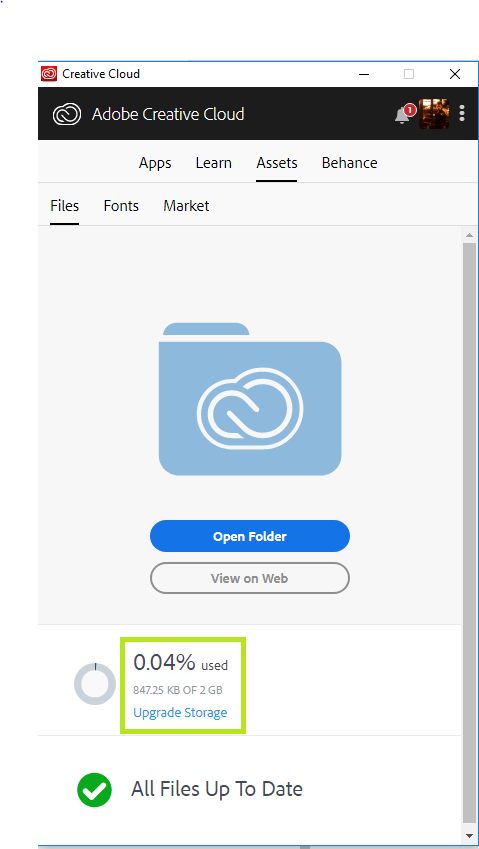 Creative Cloud
Adobe Creative Cloud
1
Apps Learn Assets Behance
Files Fonts Market
Open Folder
View on Web
0.04% used
847.25 KB OF 2 GB
Upgrade Storage
All Files Up To Date